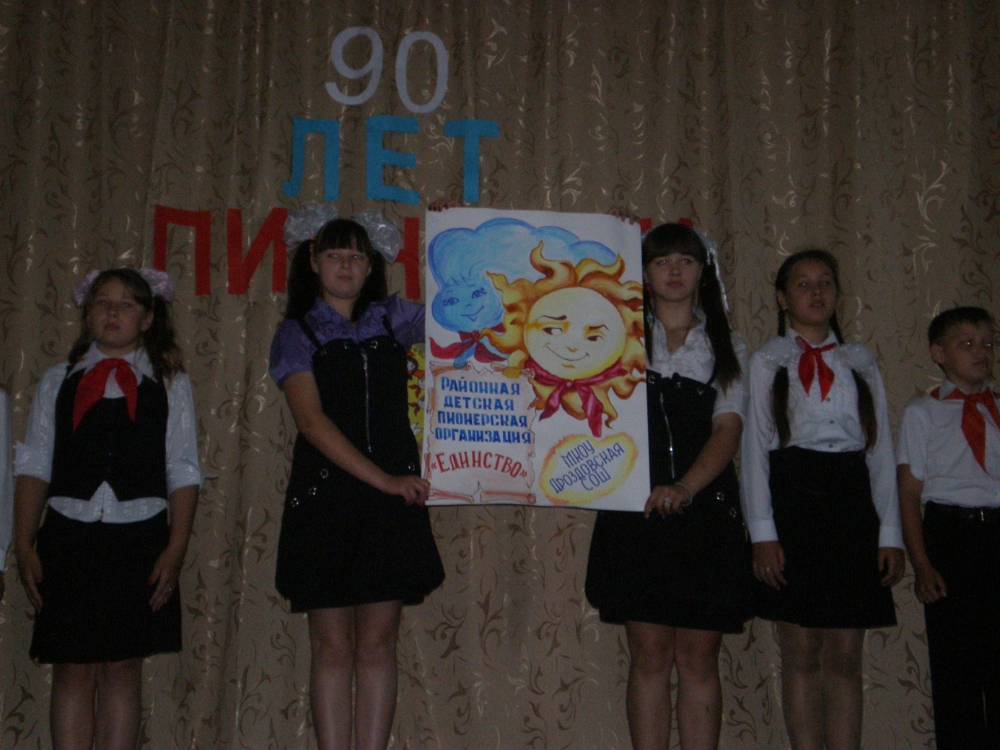 90
ЛЕТ
РАЙОННАЯ
ДЕТСКАЯ
ПИОНЕРСКАЯ
ОРГАНИЗАЦИЯ
«ЕДИНСТВО»
МКОУ
ДРОЗДОВСКАЯ
СОШ